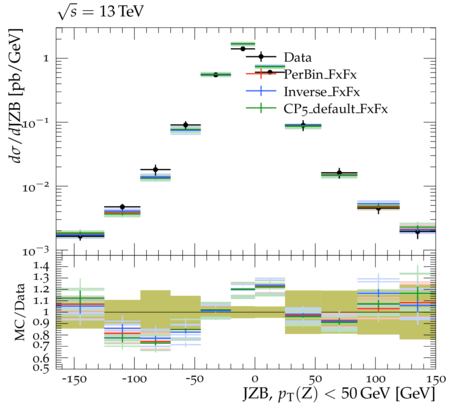 √s = 13 TeV
dσ/dJZB [pb/GeV]
1
10⁻¹
10⁻²
10⁻³
Data
PerBin_FxFx
Inverse_FxFx
CP5_default_FxFx
MC/Data
1.4
1.3
1.2
1.1
1.0
0.9
0.8
0.7
0.6
0.5
-150 -100 -50 0 50 100 150
JZB, pT(Z) < 50 GeV [GeV]